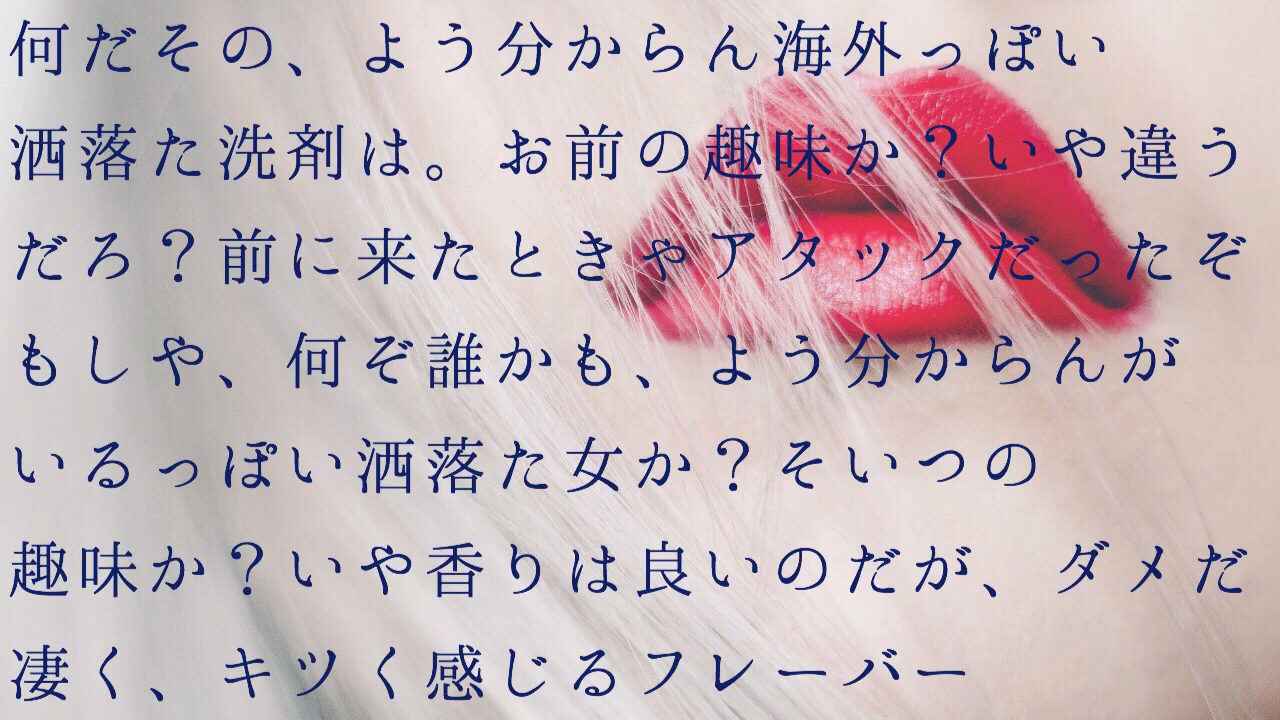 何だその、よう分からん海外っぽい
洒落た洗剤は。お前の趣味か？いや違う
だろ？前に来たときゃアタックだったぞ
もしや、何ぞ誰かも、よう分からんが
いるっぽい洒落た女か？そいつの
趣味か？いや香りは良いのだが、ダメだ
凄く、キツく感じるフレーバー